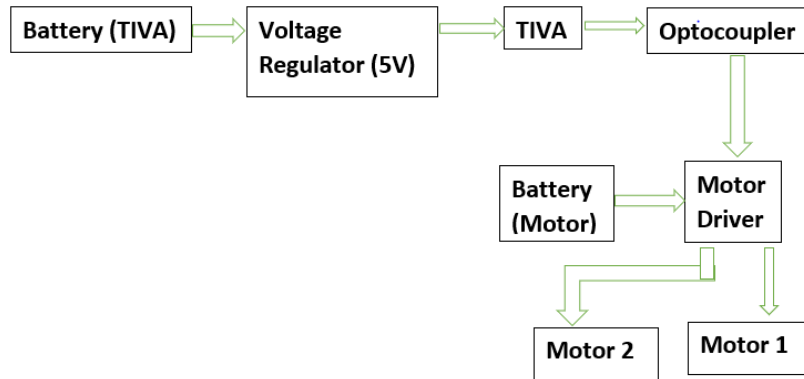 Battery (TIVA)
Voltage
Regulator (5V)
TIVA
Optocoupler
Battery
(Motor)
Motor
Driver
Motor 2
Motor 1